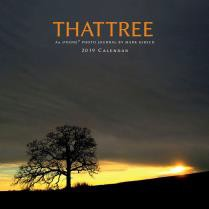 THATTREE
An iPhone® Photo Journal by Mark Hirsch
2019 Calendar